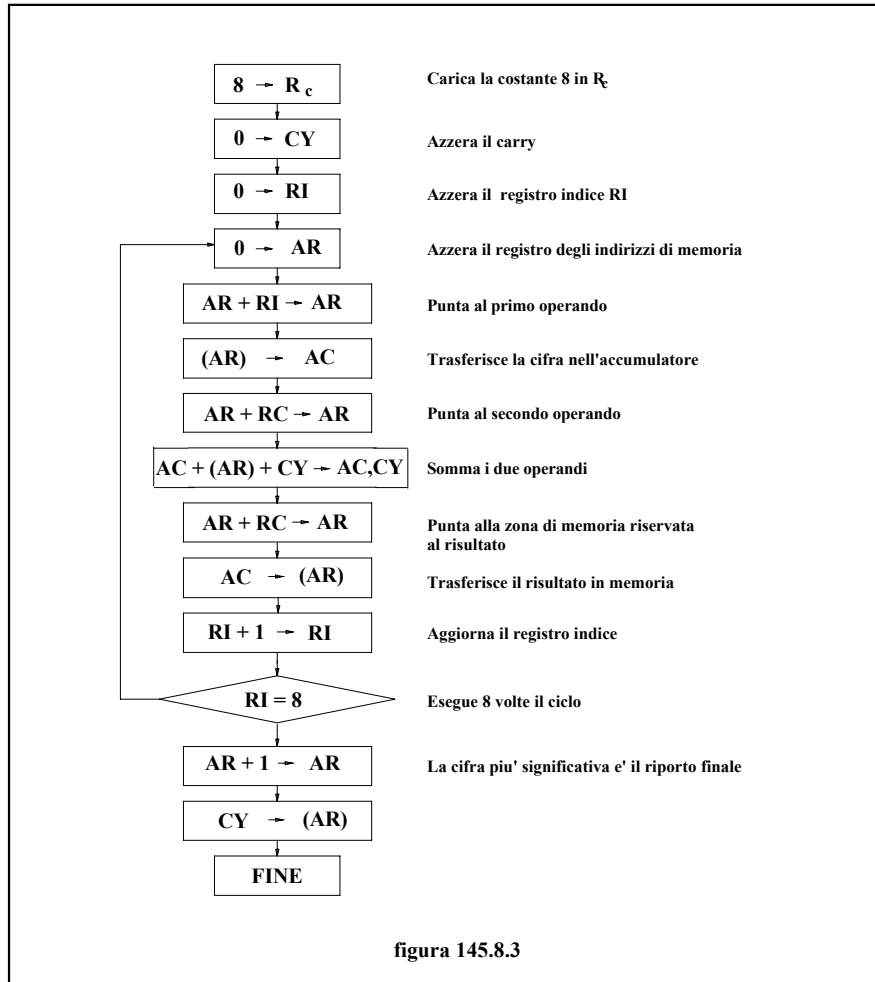 8 → R c Carica la costante 8 in Rc
0 → CY Azzera il carry
0 → RI Azzera il registro indice RI
0 → AR Azzera il registro degli indirizzi di memoria
AR + RI → AR Punta al primo operando
(AR) → AC Trasferisce la cifra nell'accumulatore
AR + RC → AR Punta al secondo operando
AC + (AR) + CY → AC,CY Somma i due operandi
AR + RC → AR Punta alla zona di memoria riservata
al risultato
AC → (AR) Trasferisce il risultato in memoria
RI + 1 → RI Aggiorna il registro indice
RI = 8 Esegue 8 volte il ciclo
AR + 1 → AR La cifra piu' significativa e' il riporto finale
CY → (AR)
FINE
figura 145.8.3